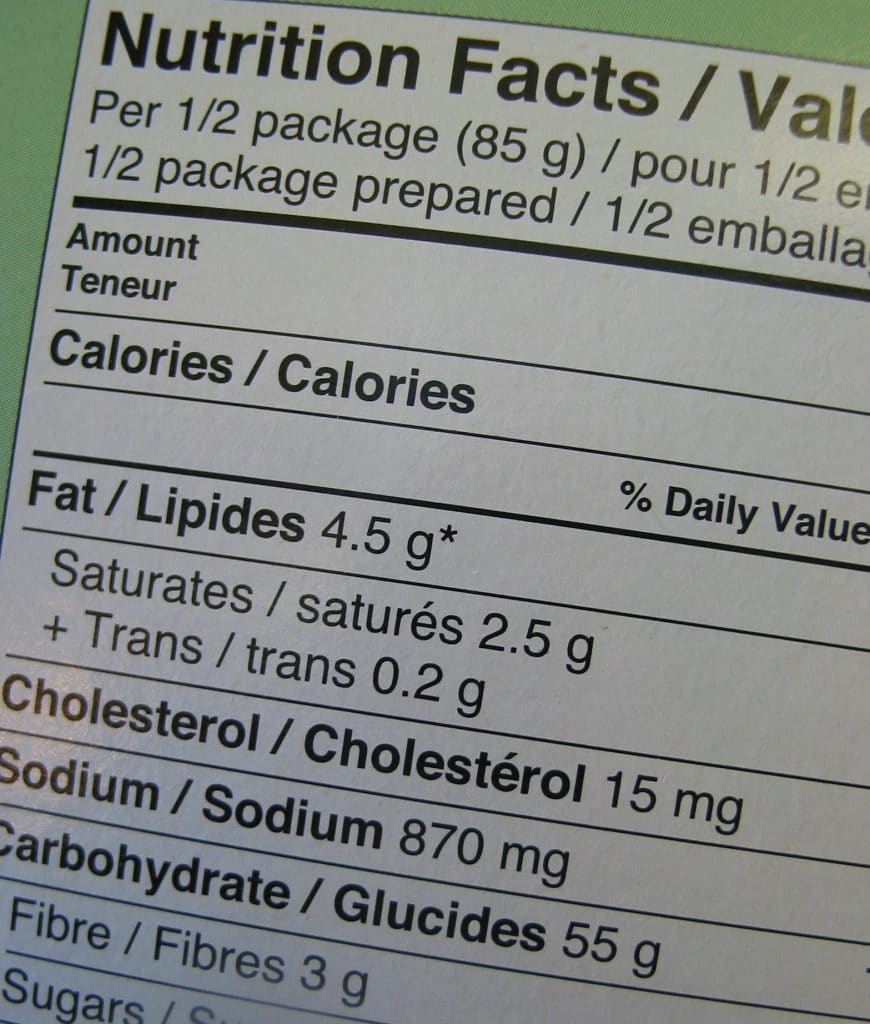 Nutrition Facts /
Per 1/2 package (85 g) / pour 1/2
1/2 package prepared / 1/2
Amount
Teneur
Calories / Calories
% Daily Value
Fat / Lipides 4.5 g*
Saturates / saturés 2.5 g
+ Trans / trans 0.2 g
Cholesterol / Cholestérol 15 mg
Sodium / Sodium 870 mg
Carbohydrate / Glucides 55 g
Fibre / Fibres 3 g
Sugars /